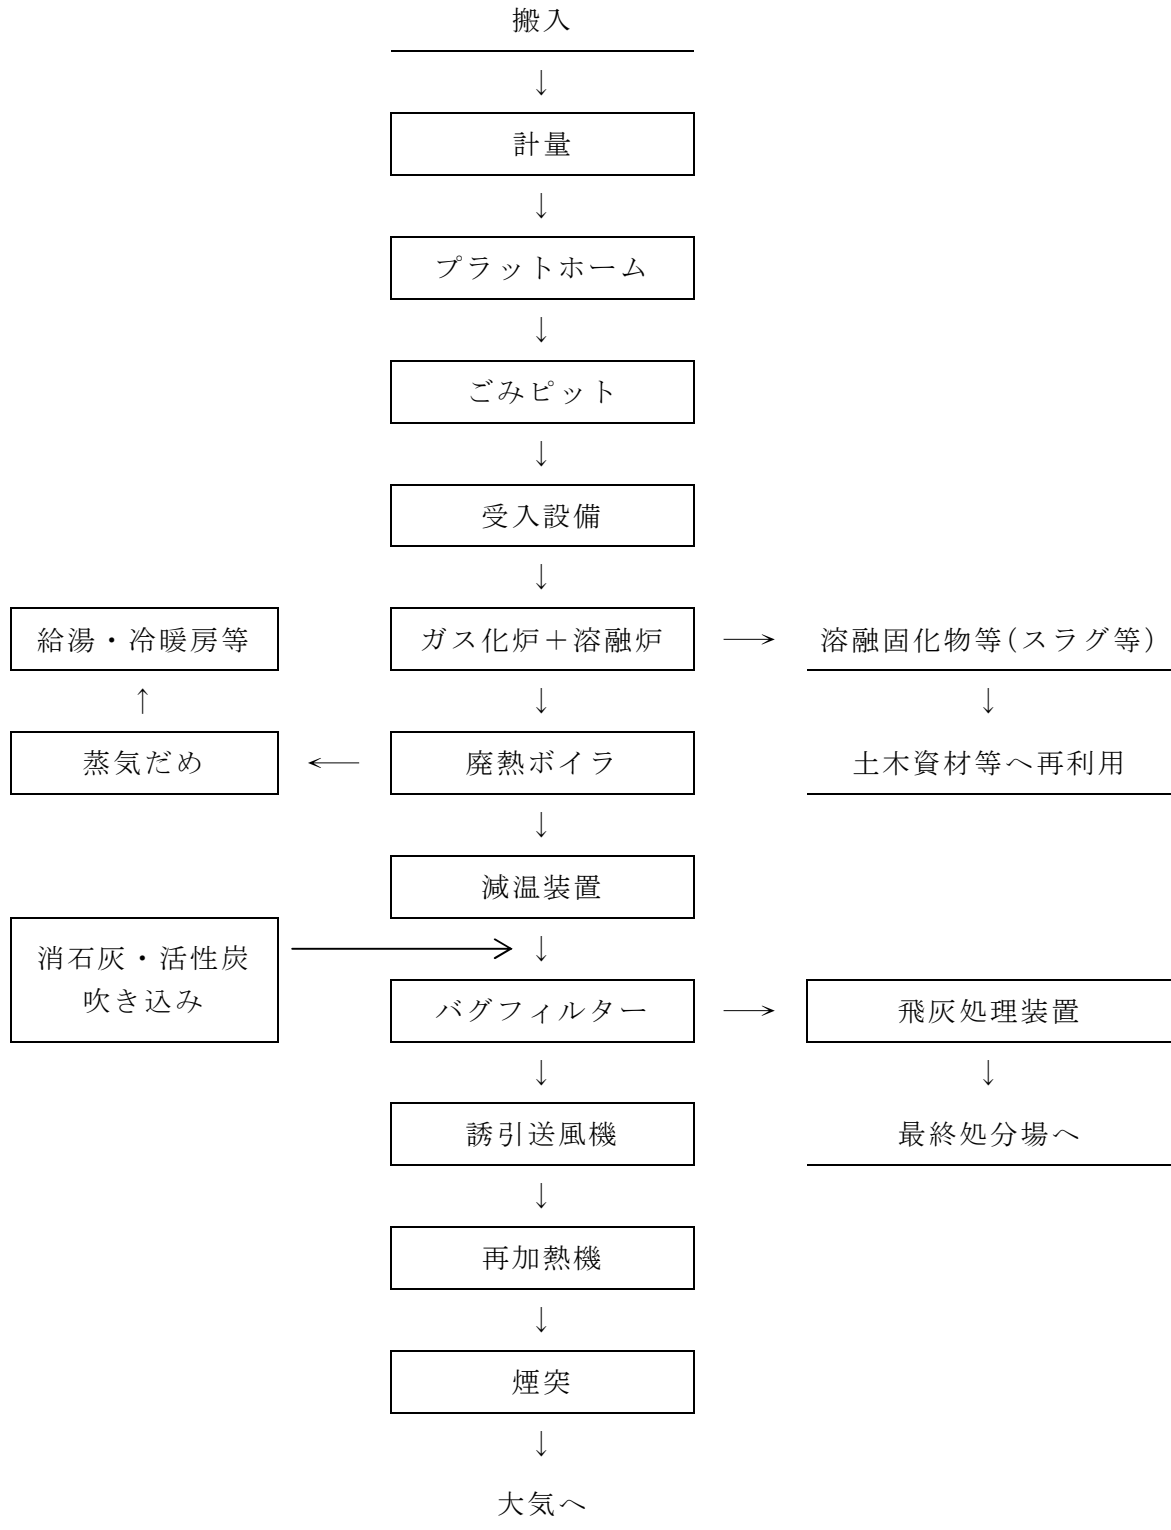 搬入
↓
計量
↓
プラットホーム
↓
ごみピット
↓
受入設備
↓
給湯・冷暖房等
ガス化炉＋溶融炉
→
溶融固化物等(スラグ等)
↑
↓
↓
蒸気だめ
←
廃熱ボイラ
土木資材等へ再利用
↓
減温装置
消石灰・活性炭
吹き込み
→
↓
バグフィルター
→
飛灰処理装置
↓
↓
誘引送風機
最終処分場へ
↓
再加熱機
↓
煙突
↓
大気へ